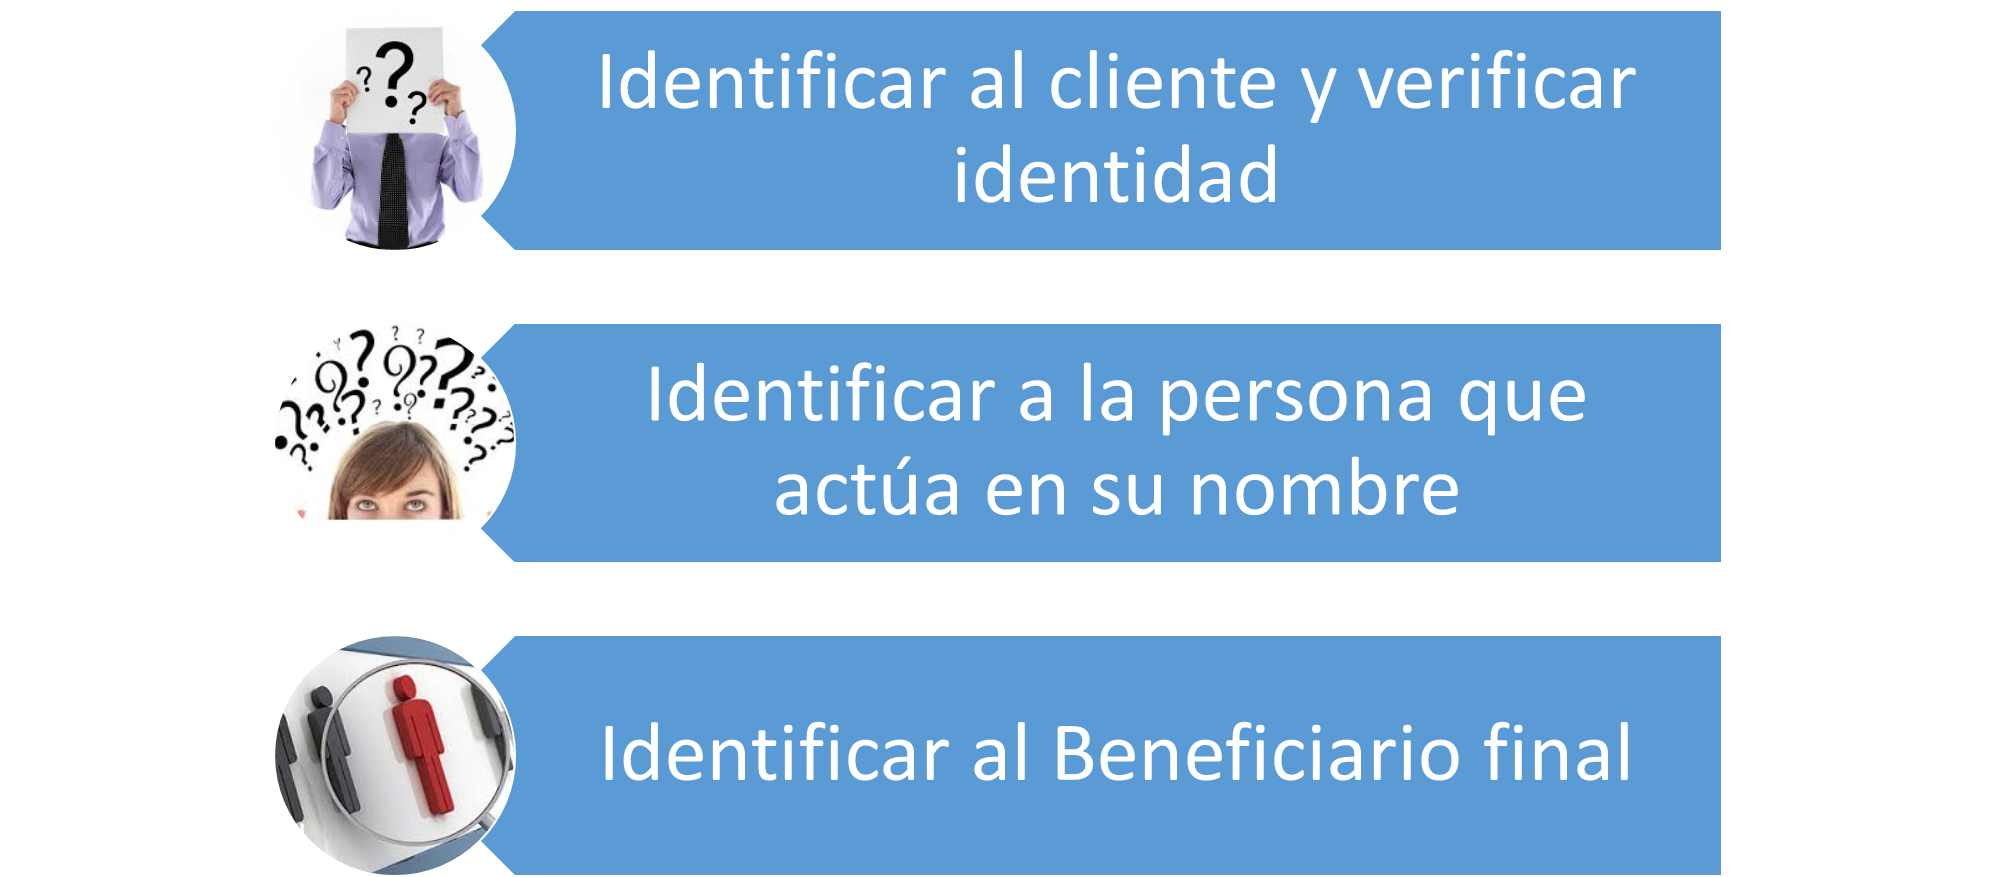 Identificar al cliente y verificar
identidad
Identificar a la persona que
actúa en su nombre
Identificar al Beneficiario final